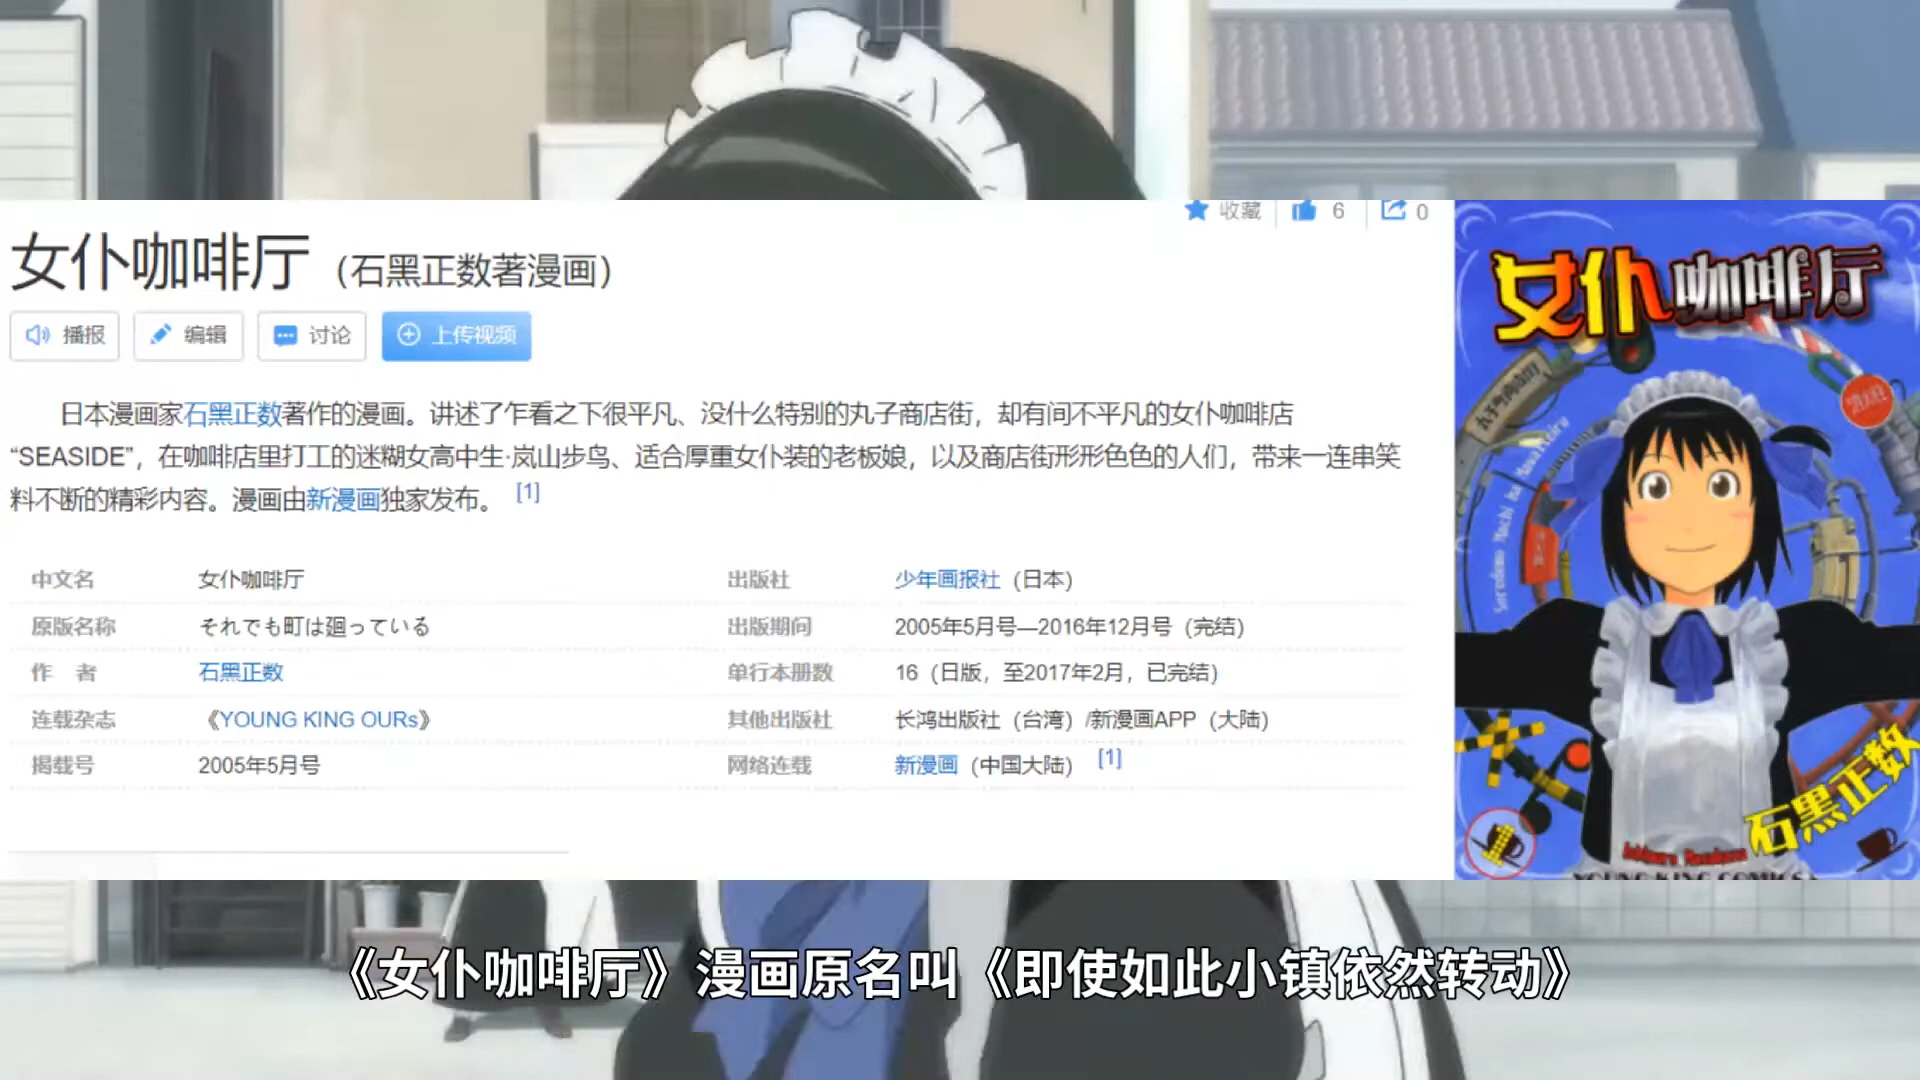 收藏 6 0
女仆咖啡厅（石黑正数著漫画）
播报 编辑 讨论 上传视频
日本漫画家石黑正数著作的漫画。讲述了乍看之下很平凡、没什么特别的丸子商店街，却有间不平凡的女仆咖啡店
“SEASIDE”，在咖啡店里打工的迷糊女高中生·岚山步鸟、适合厚重女仆装的老板娘，以及商店街形形色色的人们，带来一连串笑
料不断的精彩内容。漫画由新漫画独家发布。 [1]
中文名 女仆咖啡厅
原版名称 それでも町は廻っている
作 者 石黑正数
连载杂志 《YOUNG KING OURs》
揭载号 2005年5月号
出版社 少年画报社（日本）
出版期间 2005年5月号—2016年12月号（完结）
单行本册数 16（日版，至2017年2月，已完结）
其他出版社 长鸿出版社（台湾）/新漫画APP（大陆）
网络连载 新漫画（中国大陆） [1]
女仆咖啡厅
Soredemo Machi ha Mawatteiru
1
石黑正数
Ishiguro Masakazu
YOUNG KING COMICS
《女仆咖啡厅》漫画原名叫《即使如此小镇依然转动》